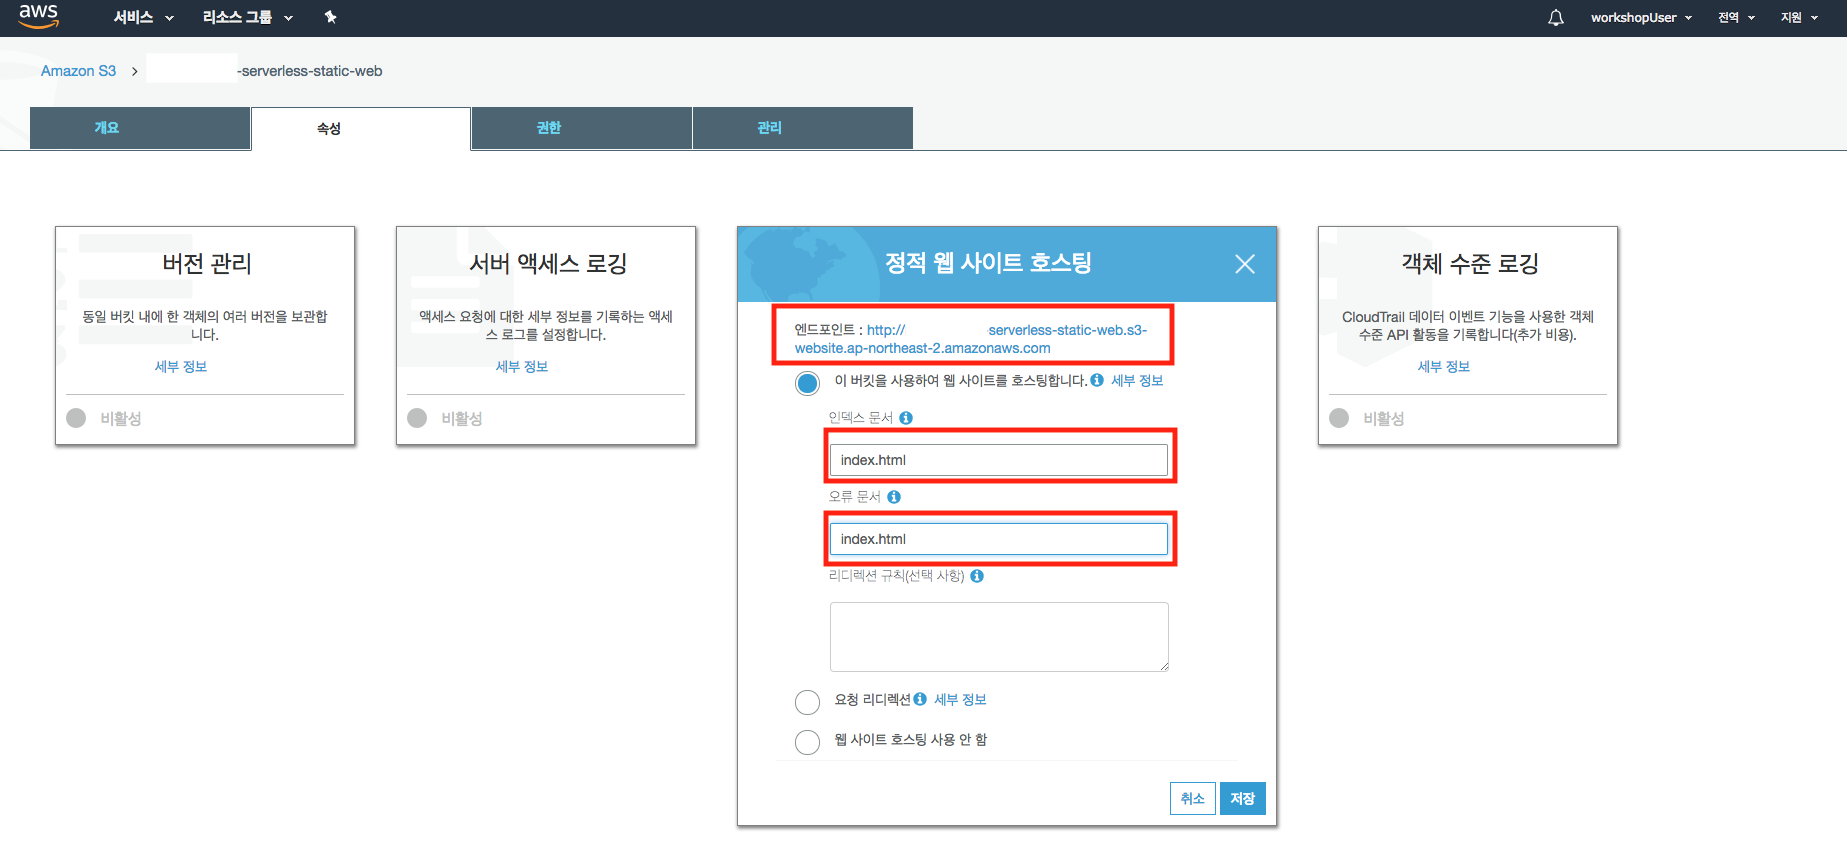 aws 서비스 리소스 그룹 workshopUser 전역 지원
Amazon S3 > -serverless-static-web
개요 속성 권한 관리
버전 관리
동일 버킷 내에 한 객체의 여러 버전을 보관합
니다.
세부 정보
비활성
서버 액세스 로깅
액세스 요청에 대한 세부 정보를 기록하는 액세
스 로그를 설정합니다.
세부 정보
비활성
정적 웹 사이트 호스팅
엔드포인트 : http:// -serverless-static-web.s3-
website.ap-northeast-2.amazonaws.com
이 버킷을 사용하여 웹 사이트를 호스팅합니다. 세부 정보
인덱스 문서
index.html
오류 문서
index.html
리디렉션 규칙(선택 사항)
요청 리디렉션 세부 정보
웹 사이트 호스팅 사용 안 함
취소 저장
객체 수준 로깅
CloudTrail 데이터 이벤트 기능을 사용한 객체
수준 API 활동을 기록합니다(추가 비용).
세부 정보
비활성